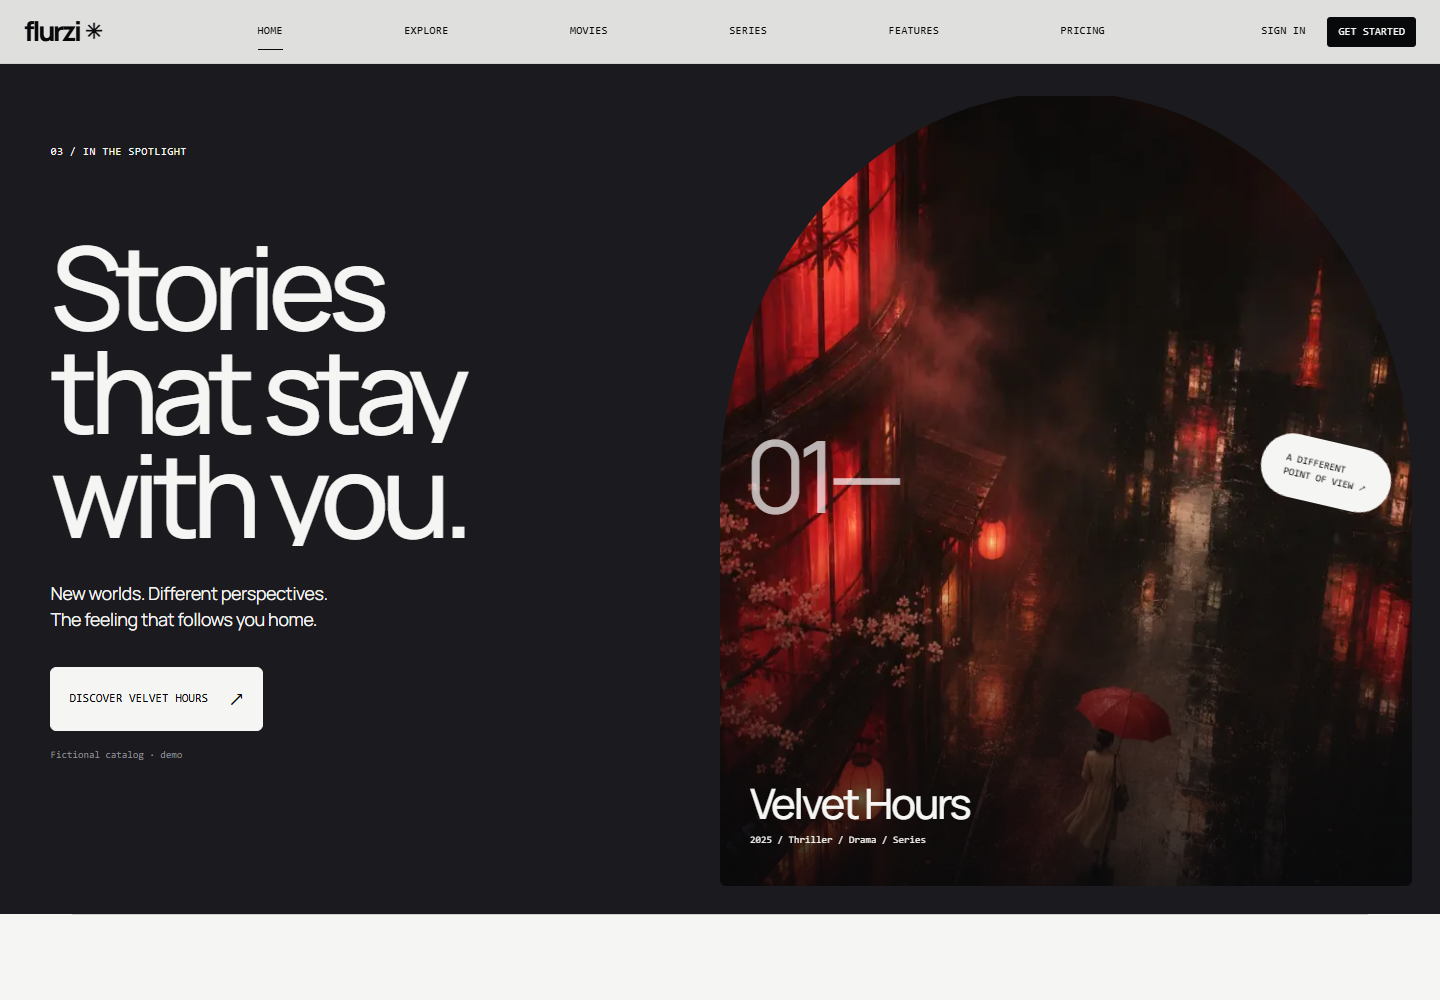 flurzi
HOME
EXPLORE
MOVIES
SERIES
FEATURES
PRICING
SIGN IN
GET STARTED
03 / IN THE SPOTLIGHT
Stories
that stay
with you.
New worlds. Different perspectives.
The feeling that follows you home.
DISCOVER VELVET HOURS ↗
Fictional catalog · demo
01—
A DIFFERENT
POINT OF VIEW ↗
Velvet Hours
2025 / Thriller / Drama / Series